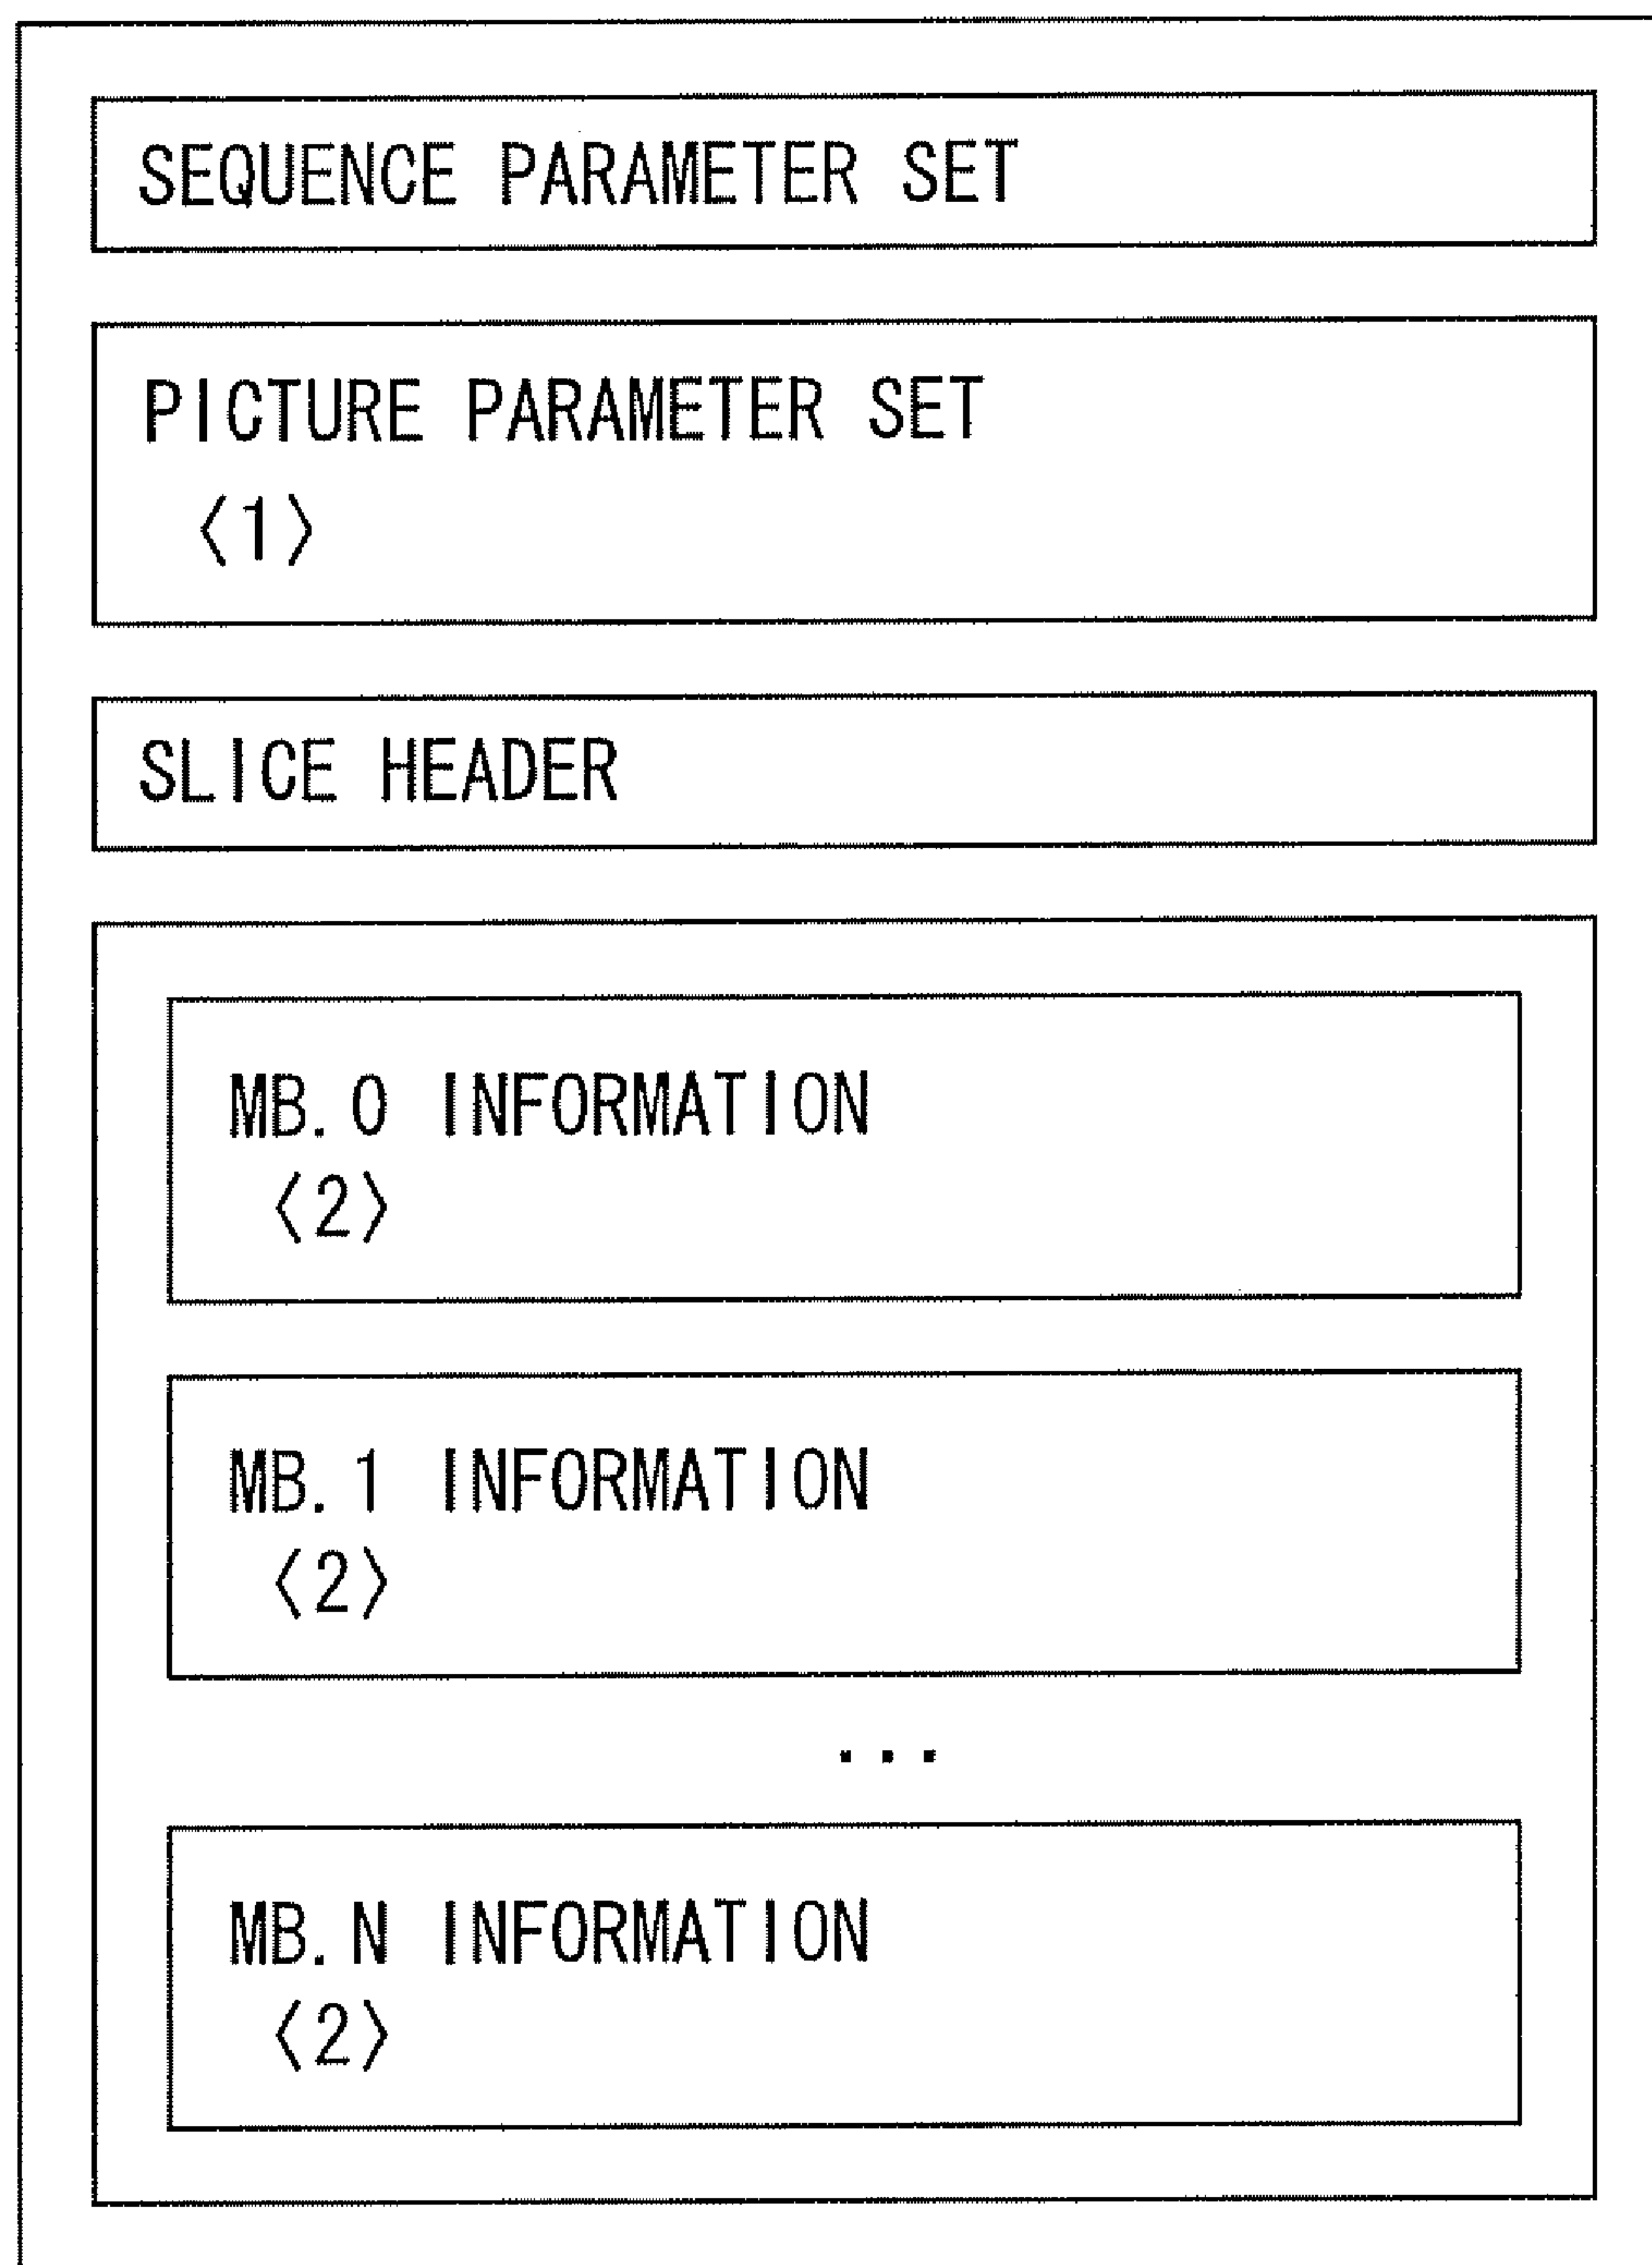 SEQUENCE PARAMETER SET
PICTURE PARAMETER SET
〈1〉
SLICE HEADER
MB.0 INFORMATION
〈2〉
MB.1 INFORMATION
〈2〉
...
MB.N INFORMATION
〈2〉